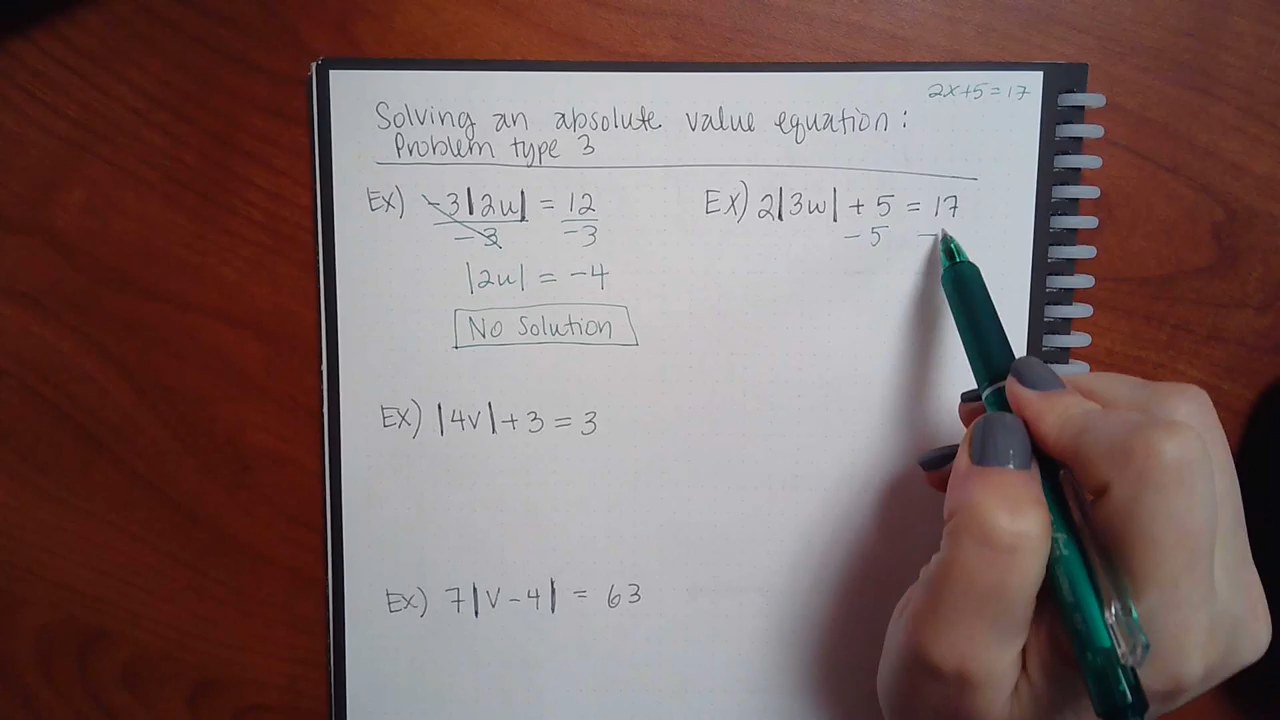 2x+5=17
Solving an absolute value equation:
Problem type 3
Ex) -3|2u| = 12
-3 -3
|2u| = -4
No Solution
Ex) 2|3w| + 5 = 17
-5 -
Ex) |4v| + 3 = 3
Ex) 7|v-4| = 63